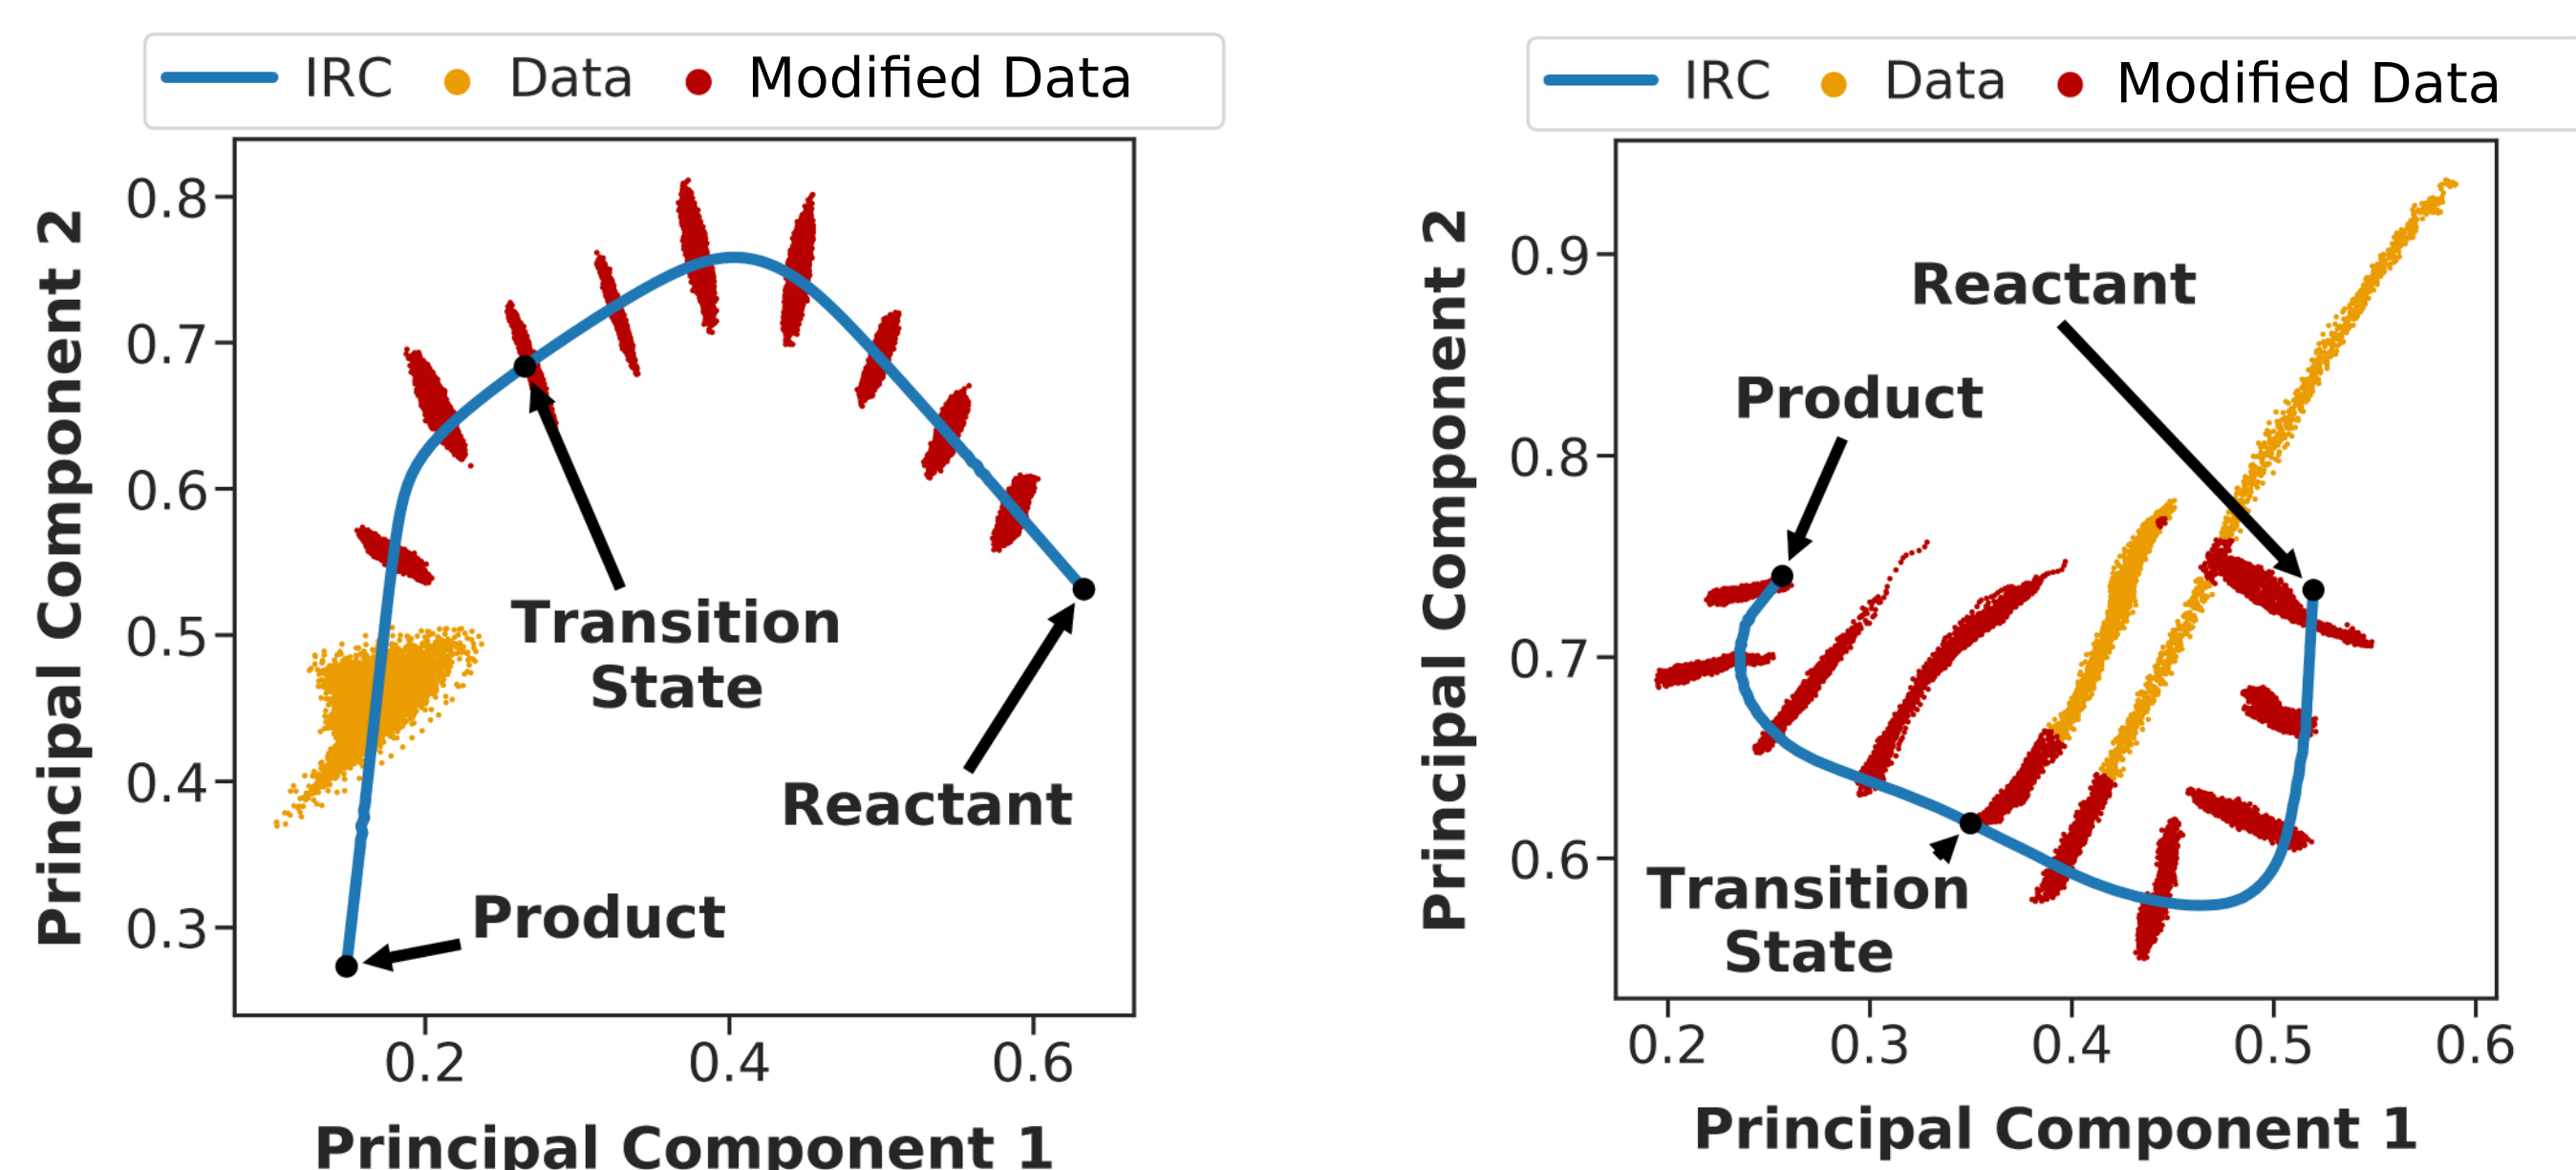 IRC Data Modified Data
Principal Component 2
0.8
0.7
0.6
0.5
0.4
0.3
Transition
State
Reactant
Product
0.2 0.4 0.6
Principal Component 1
IRC Data Modified Data
Principal Component 2
0.9
0.8
0.7
0.6
Reactant
Product
Transition
State
0.2 0.3 0.4 0.5 0.6
Principal Component 1